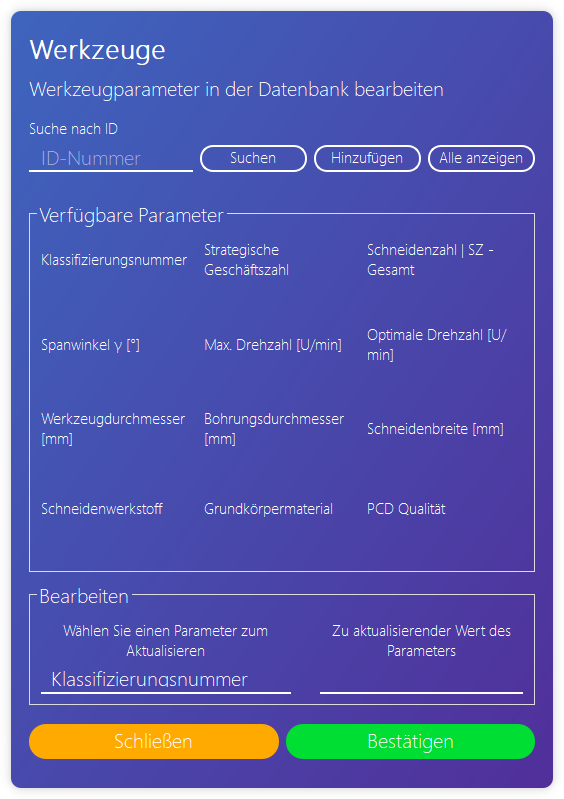 Werkzeuge
Werkzeugparameter in der Datenbank bearbeiten
Suche nach ID
ID-Nummer
Suchen
Hinzufügen
Alle anzeigen
Verfügbare Parameter
Klassifizierungsnummer
Strategische
Geschäftszahl
Schneidenzahl | SZ -
Gesamt
Spanwinkel γ [°]
Max. Drehzahl [U/min]
Optimale Drehzahl [U/
min]
Werkzeugdurchmesser
[mm]
Bohrungsdurchmesser
[mm]
Schneidenbreite [mm]
Schneidenwerkstoff
Grundkörpermaterial
PCD Qualität
Bearbeiten
Wählen Sie einen Parameter zum
Aktualisieren
Klassifizierungsnummer
Zu aktualisierender Wert des
Parameters
Schließen
Bestätigen